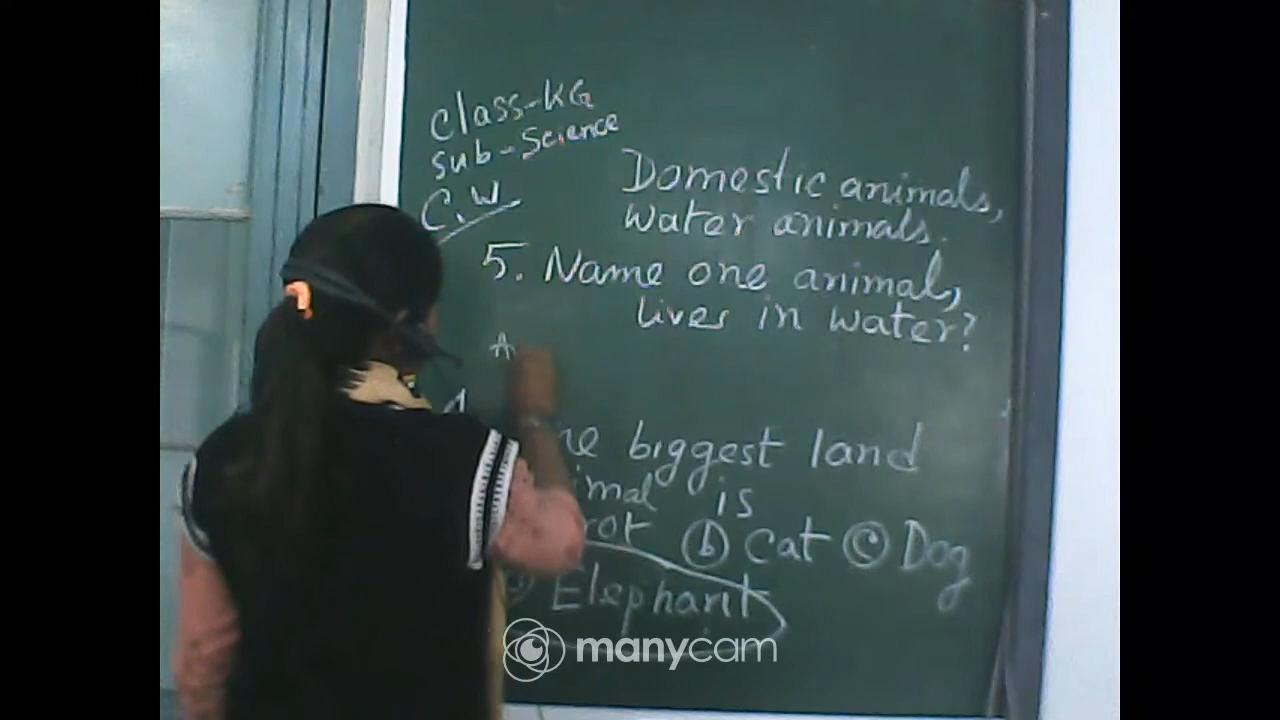 Class-KG
Sub-Science
C.W
Domestic animals,
Water animals.
5. Name one animal,
lives in water?
A
biggest land
is
(b) Cat (c) Dog
Elephant
manycam